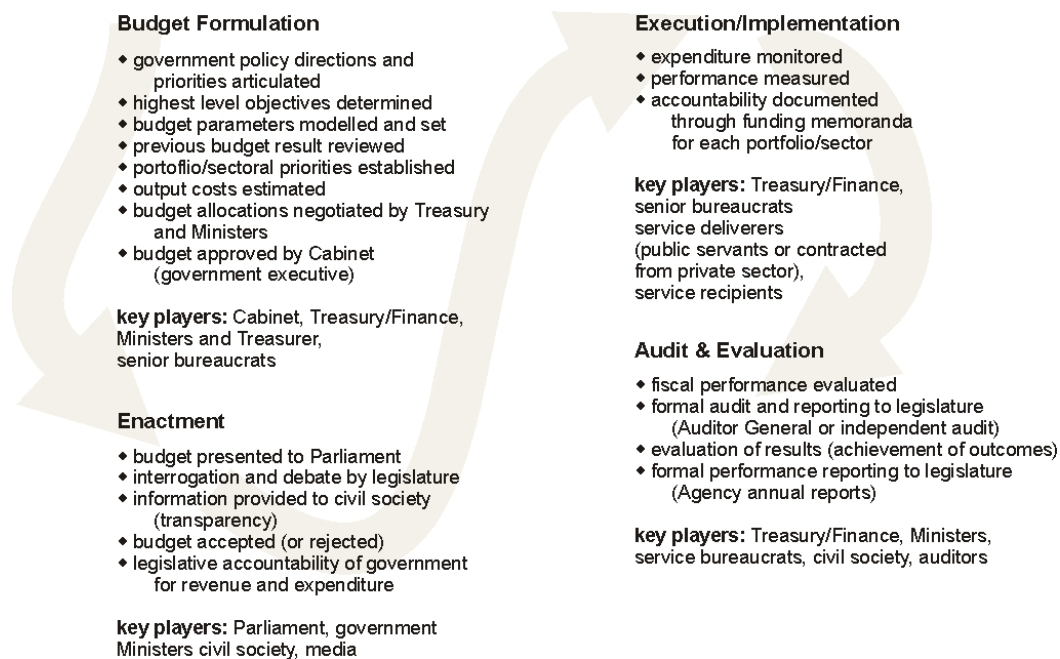 Budget Formulation
◆ government policy directions and
priorities articulated
◆ highest level objectives determined
◆ budget parameters modelled and set
◆ previous budget result reviewed
◆ portoflio/sectoral priorities established
◆ output costs estimated
◆ budget allocations negotiated by Treasury
and Ministers
◆ budget approved by Cabinet
(government executive)
key players: Cabinet, Treasury/Finance,
Ministers and Treasurer,
senior bureaucrats
Enactment
◆ budget presented to Parliament
◆ interrogation and debate by legislature
◆ information provided to civil society
(transparency)
◆ budget accepted (or rejected)
◆ legislative accountability of government
for revenue and expenditure
key players: Parliament, government
Ministers civil society, media
Execution/Implementation
◆ expenditure monitored
◆ performance measured
◆ accountability documented
through funding memoranda
for each portfolio/sector
key players: Treasury/Finance,
senior bureaucrats
service deliverers
(public servants or contracted
from private sector),
service recipients
Audit & Evaluation
◆ fiscal performance evaluated
◆ formal audit and reporting to legislature
(Auditor General or independent audit)
◆ evaluation of results (achievement of outcomes)
◆ formal performance reporting to legislature
(Agency annual reports)
key players: Treasury/Finance, Ministers,
service bureaucrats, civil society, auditors